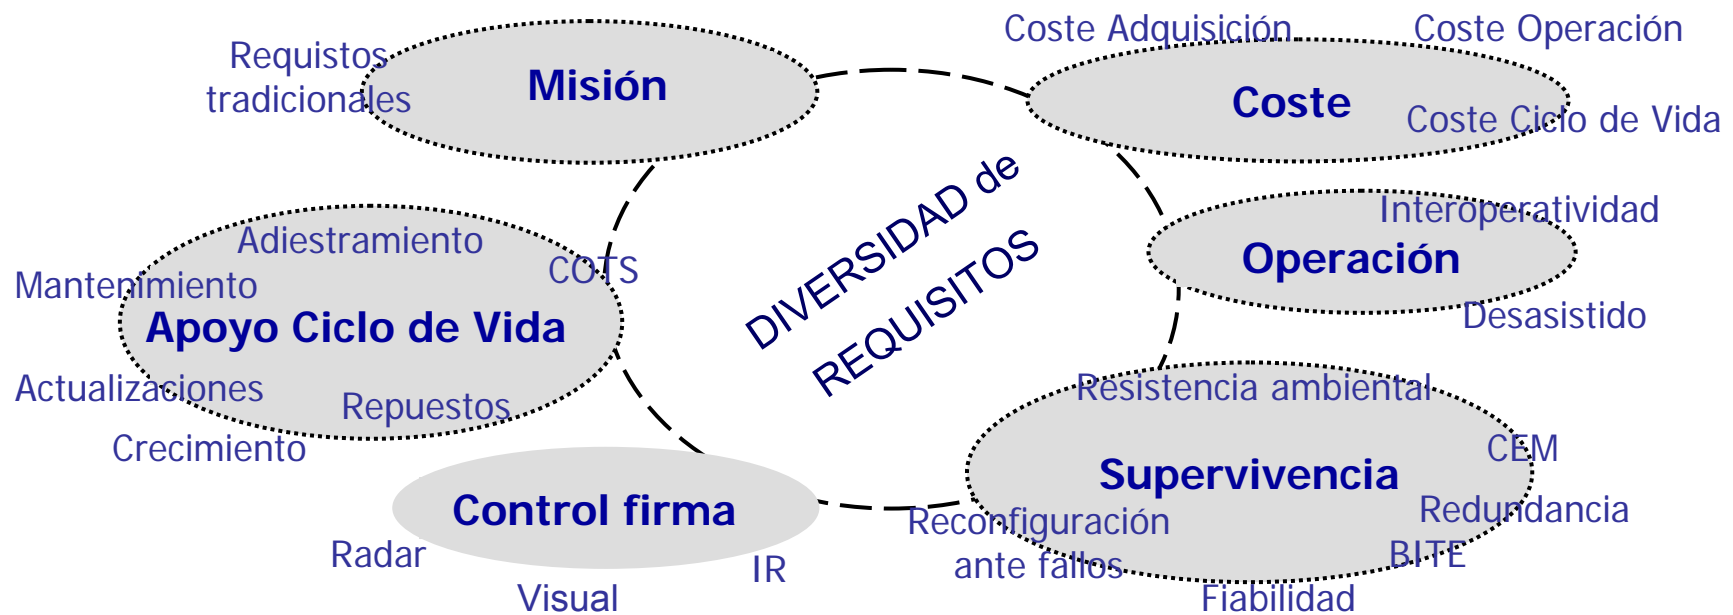 Requistos
tradicionales
Misión
Coste Adquisición
Coste Operación
Coste
Coste Ciclo de Vida
DIVERSIDAD de
REQUISITOS
Interoperatividad
Operación
Desasistido
Adiestramiento
COTS
Mantenimiento
Apoyo Ciclo de Vida
Actualizaciones
Repuestos
Crecimiento
Resistencia ambiental
CEM
Supervivencia
Redundancia
Reconfiguración
ante fallos
BITE
Fiabilidad
Control firma
Radar
IR
Visual